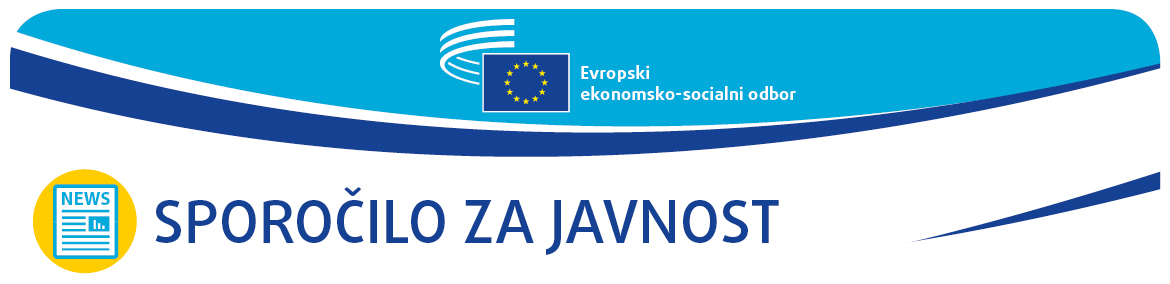 Evropski
ekonomsko-socialni odbor
NEWS
SPOROČILO ZA JAVNOST